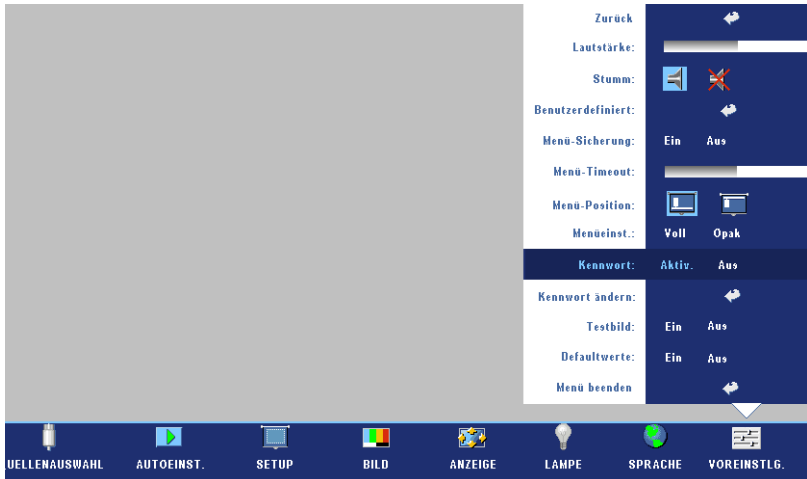 Zurück
Lautstärke:
Stumm:
Benutzerdefiniert:
Menü-Sicherung: Ein Aus
Menü-Timeout:
Menü-Position:
Menüeinst.: Voll Opak
Kennwort: Aktiv. Aus
Kennwort ändern:
Testbild: Ein Aus
Defaultwerte: Ein Aus
Menü beenden
UELLENAUSWAHL AUTOEINST. SETUP BILD ANZEIGE LAMPE SPRACHE VOREINSTLG.